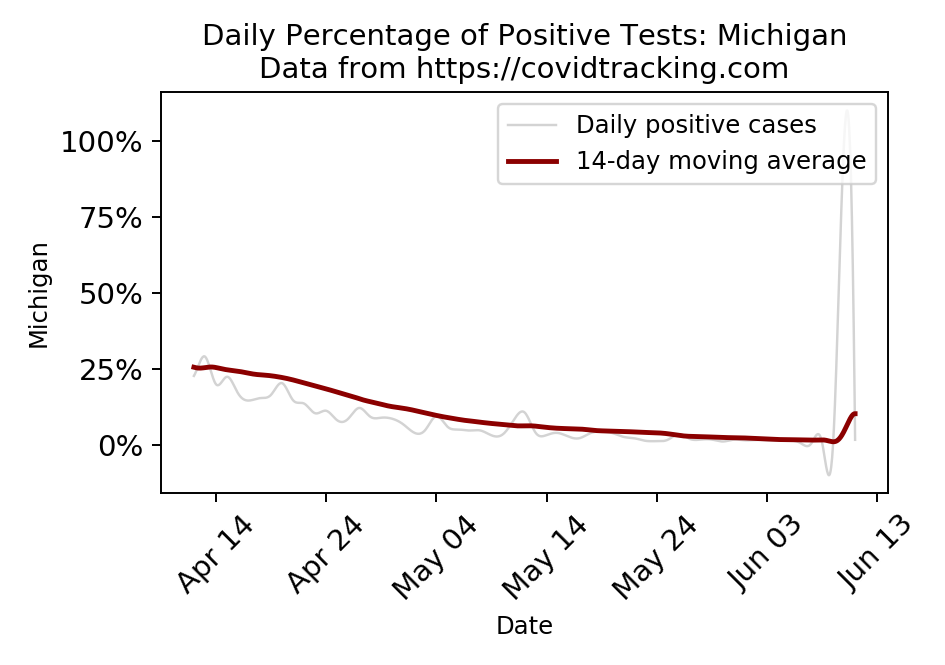 Daily Percentage of Positive Tests: Michigan
Data from https://covidtracking.com
Daily positive cases
14-day moving average
100%
75%
50%
25%
0%
Michigan
Apr 14
Apr 24
May 04
May 14
May 24
Jun 03
Jun 13
Date